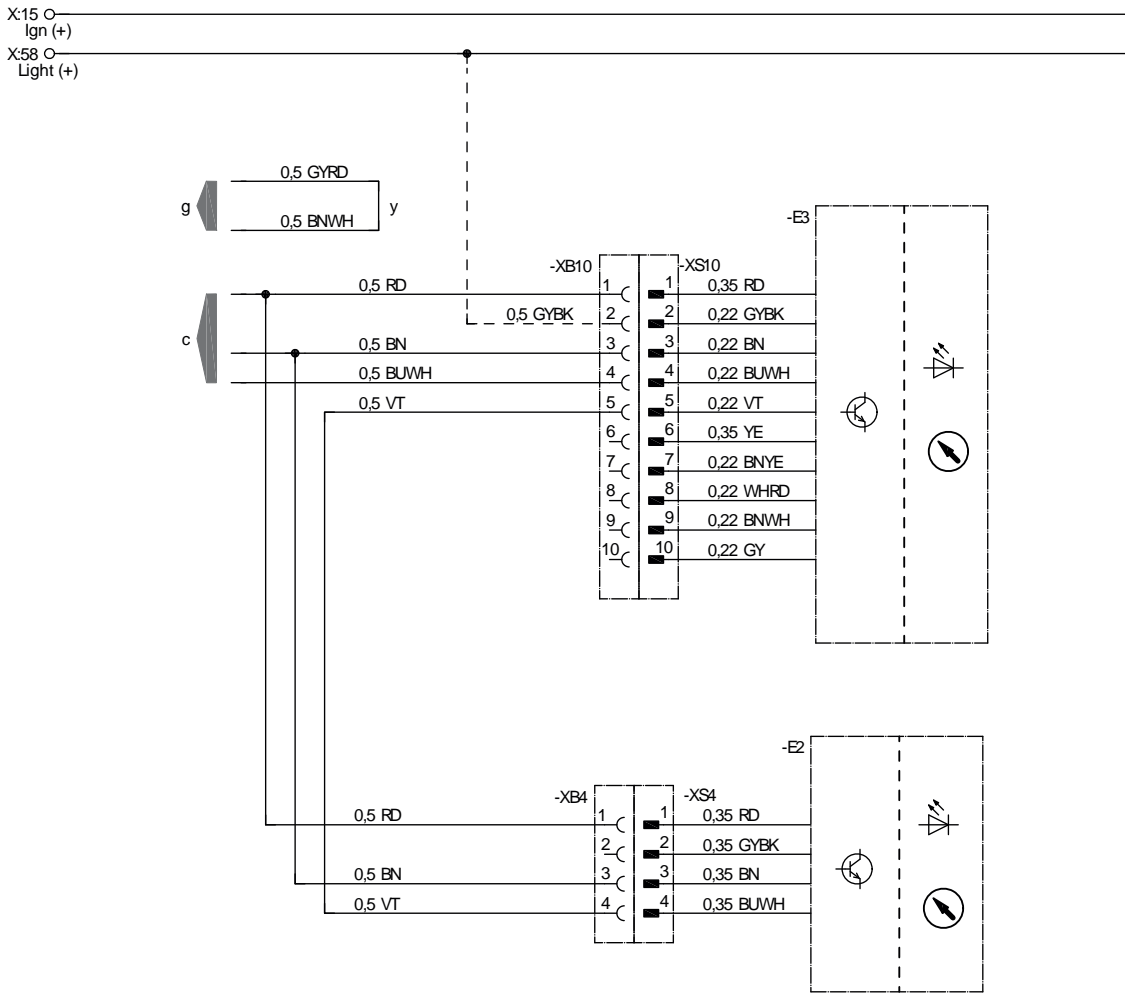 X:15
Ign (+)
X:58
Light (+)
0,5 GYRD
g
y
0,5 BNWH
-E3
-XB10
-XS10
1
0,5 RD
1
0,35 RD
0,5 GYBK
2
2
0,22 GYBK
c
0,5 BN
3
3
0,22 BN
0,5 BUWH
4
4
0,22 BUWH
0,5 VT
5
5
0,22 VT
6
6
0,35 YE
7
7
0,22 BNYE
8
8
0,22 WHRD
9
9
0,22 BNWH
10
10
0,22 GY
-E2
-XB4
-XS4
0,5 RD
1
1
0,35 RD
2
2
0,35 GYBK
0,5 BN
3
3
0,35 BN
0,5 VT
4
4
0,35 BUWH